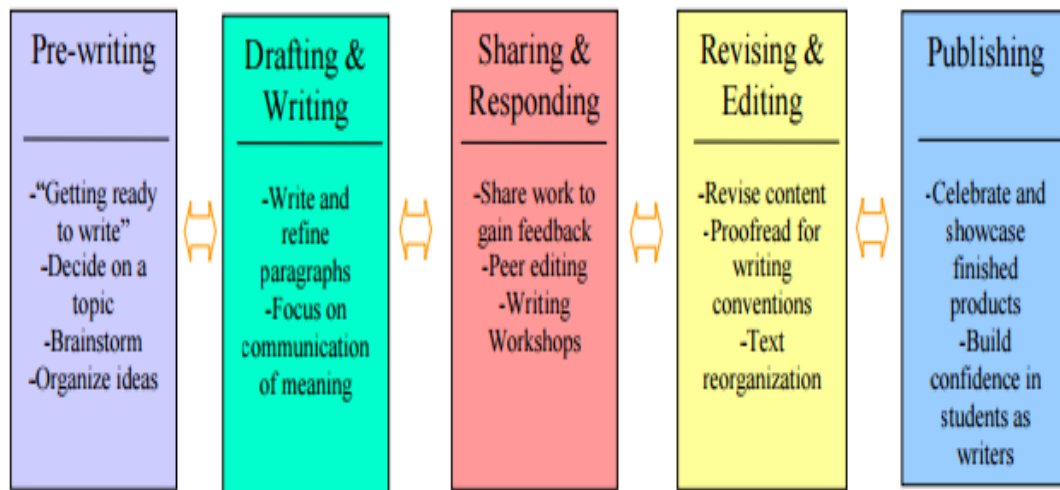 Pre-writing
-“Getting ready
to write”
-Decide on a
topic
-Brainstorm
-Organize ideas
Drafting &
Writing
-Write and
refine
paragraphs
-Focus on
communication
of meaning
Sharing &
Responding
-Share work to
gain feedback
-Peer editing
-Writing
Workshops
Revising &
Editing
-Revise content
-Proofread for
writing
conventions
-Text
reorganization
Publishing
-Celebrate and
showcase
finished
products
-Build
confidence in
students as
writers